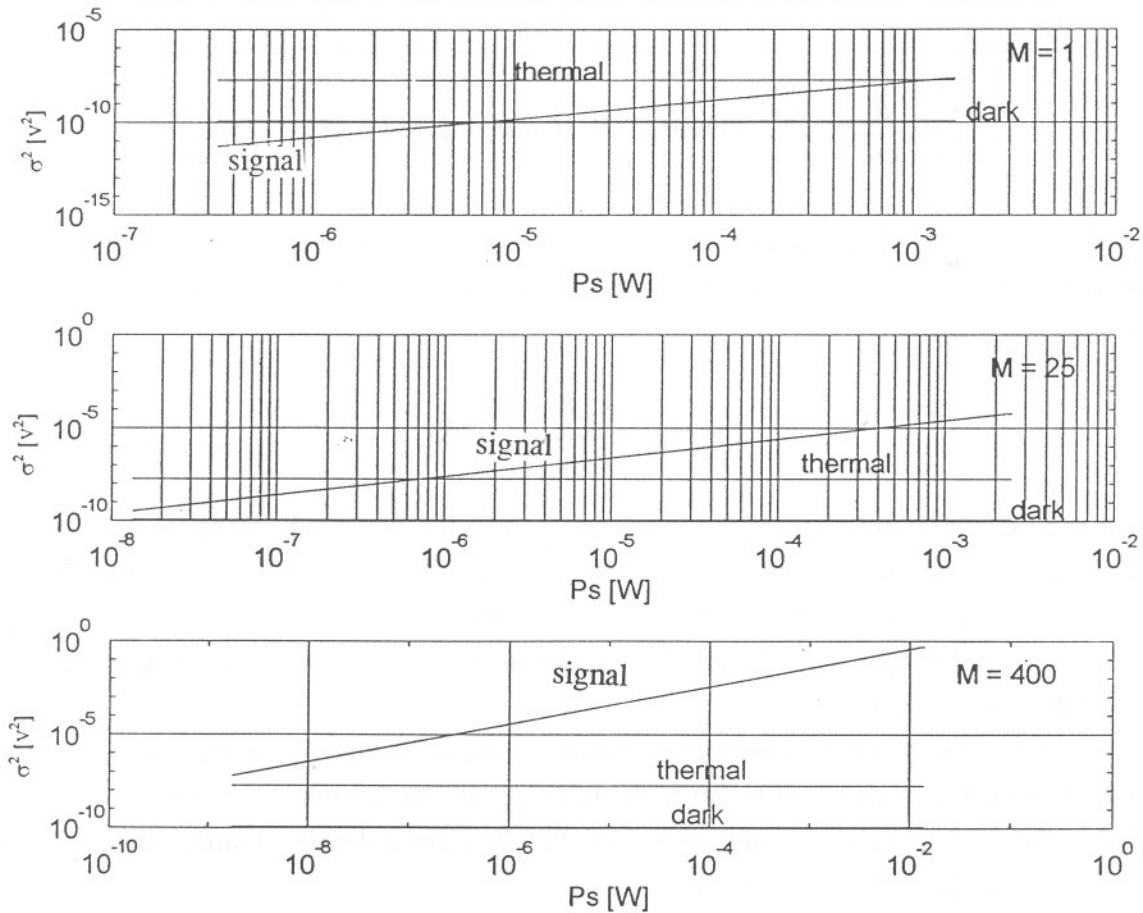 10^-5
M = 1
thermal
10^-10
dark
σ² [v²]
signal
10^-15
10^-7 10^-6 10^-5 10^-4 10^-3 10^-2
Ps [W]
10^0
M = 25
10^-5
signal
σ² [v²]
thermal
10^-10
dark
10^-8 10^-7 10^-6 10^-5 10^-4 10^-3 10^-2
Ps [W]
10^0
signal
M = 400
10^-5
σ² [v²]
thermal
dark
10^-10
10^-10 10^-8 10^-6 10^-4 10^-2 10^0
Ps [W]